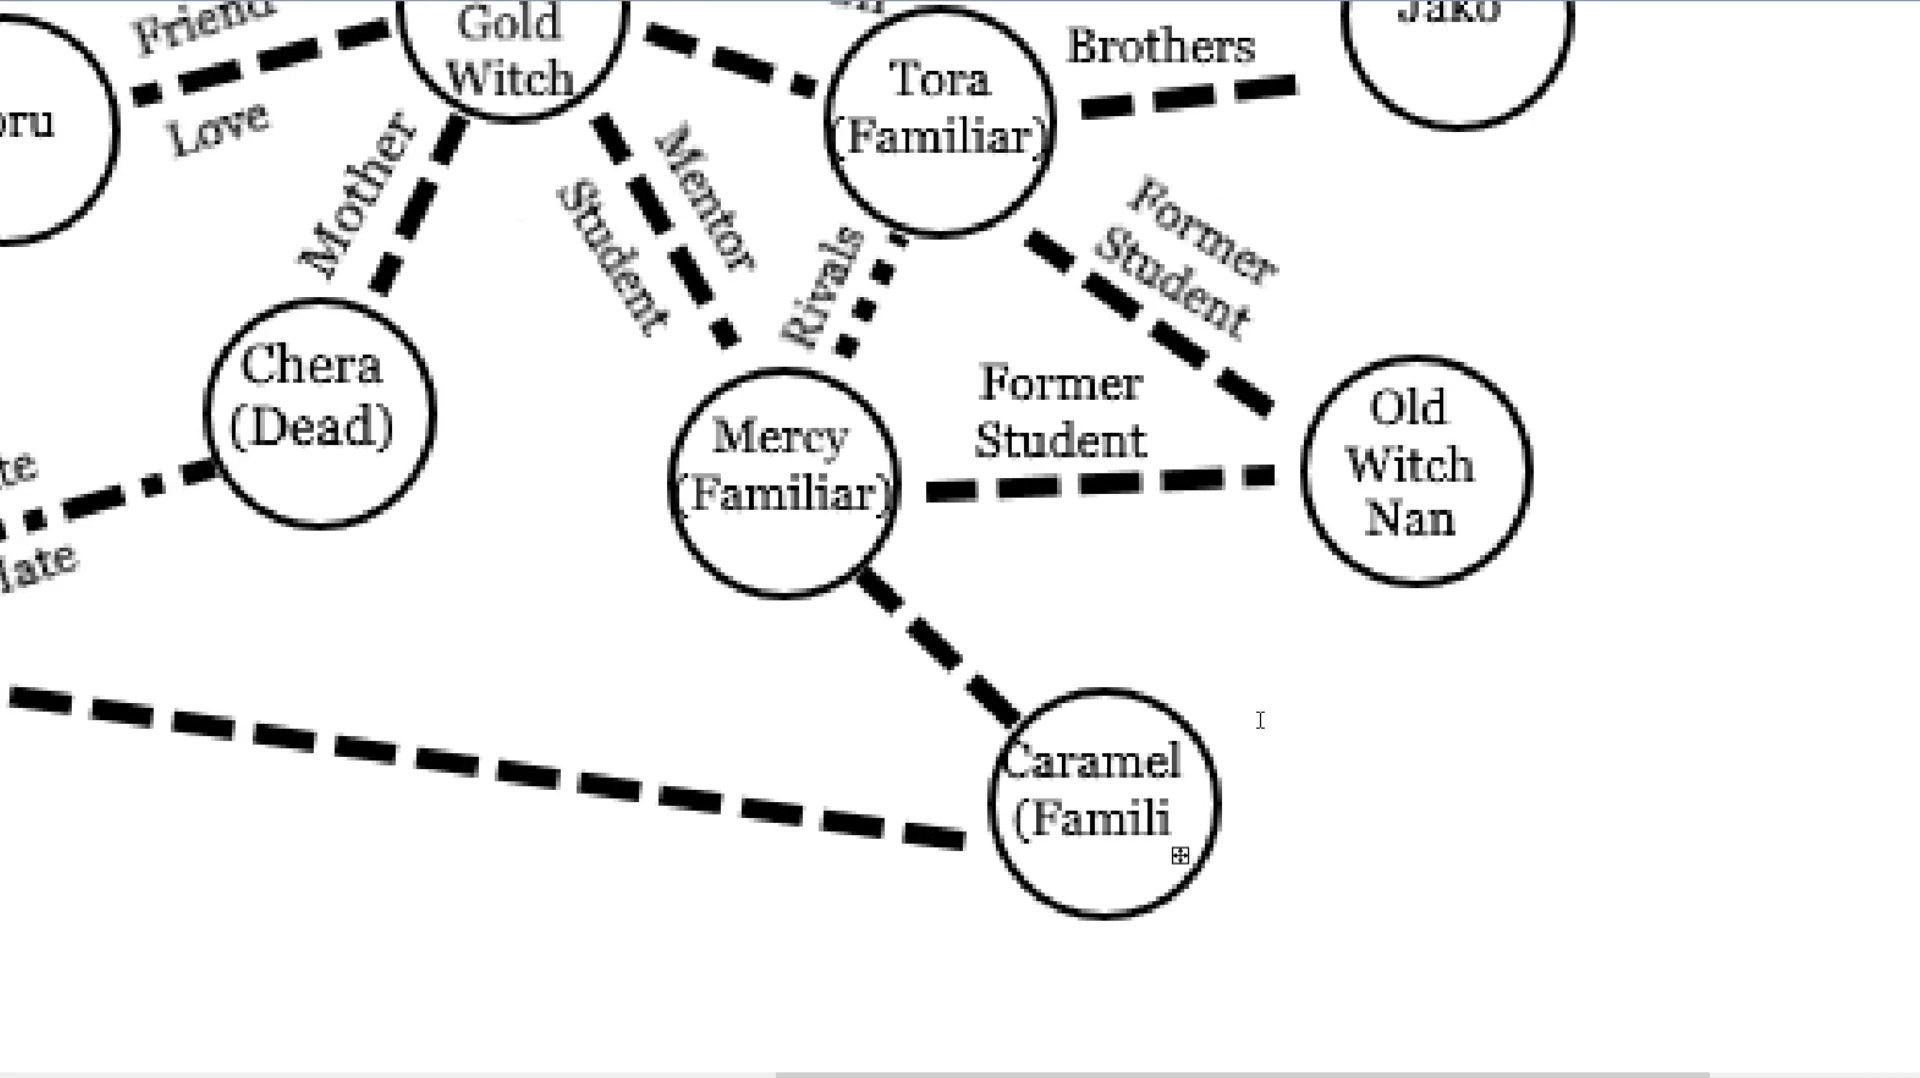 Friend
Love
Gold
Witch
Tora
(Familiar)
Brothers
Jako
Mother
Mentor
Student
Rivals
Former
Student
Chera
(Dead)
Mercy
(Familiar)
Former
Student
Old
Witch
Nan
Caramel
(Famili